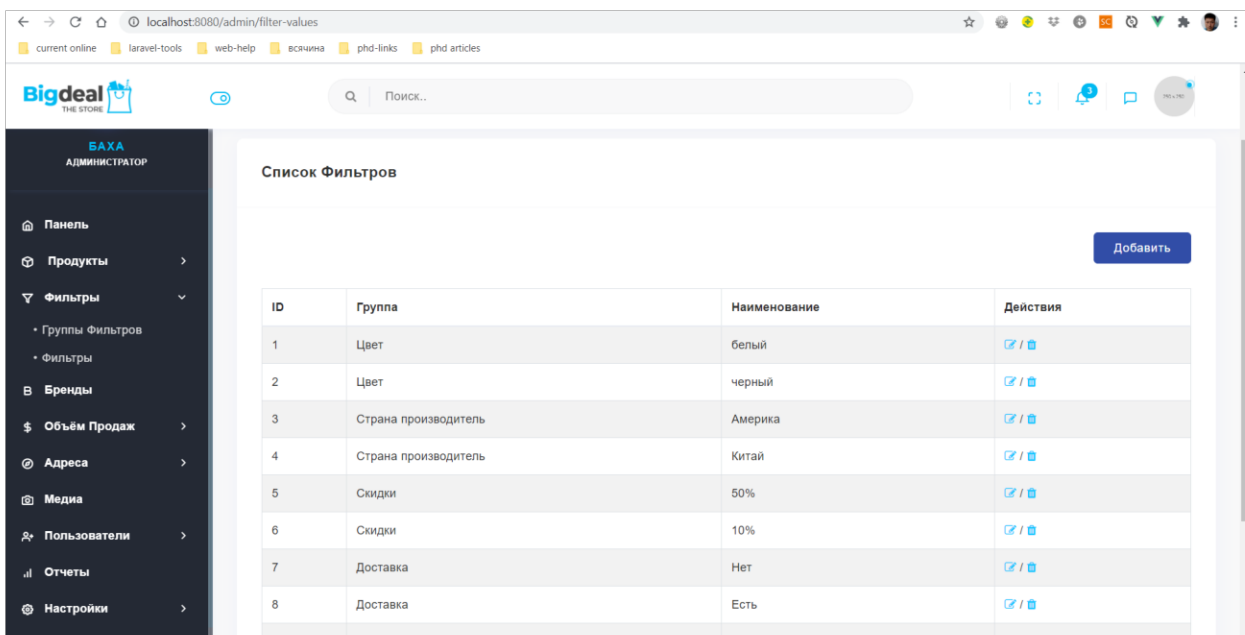 localhost:8080/admin/filter-values
current online laravel-tools web-help всячина phd-links phd articles
Bigdeal
THE STORE
Поиск..
3
БАХА
АДМИНИСТРАТОР
Панель
Продукты
Фильтры
• Группы Фильтров
• Фильтры
Бренды
Объём Продаж
Адреса
Медиа
Пользователи
Отчеты
Настройки
Список Фильтров
Добавить
ID Группа Наименование Действия
1 Цвет белый /
2 Цвет черный /
3 Страна производитель Америка /
4 Страна производитель Китай /
5 Скидки 50% /
6 Скидки 10% /
7 Доставка Нет /
8 Доставка Есть /